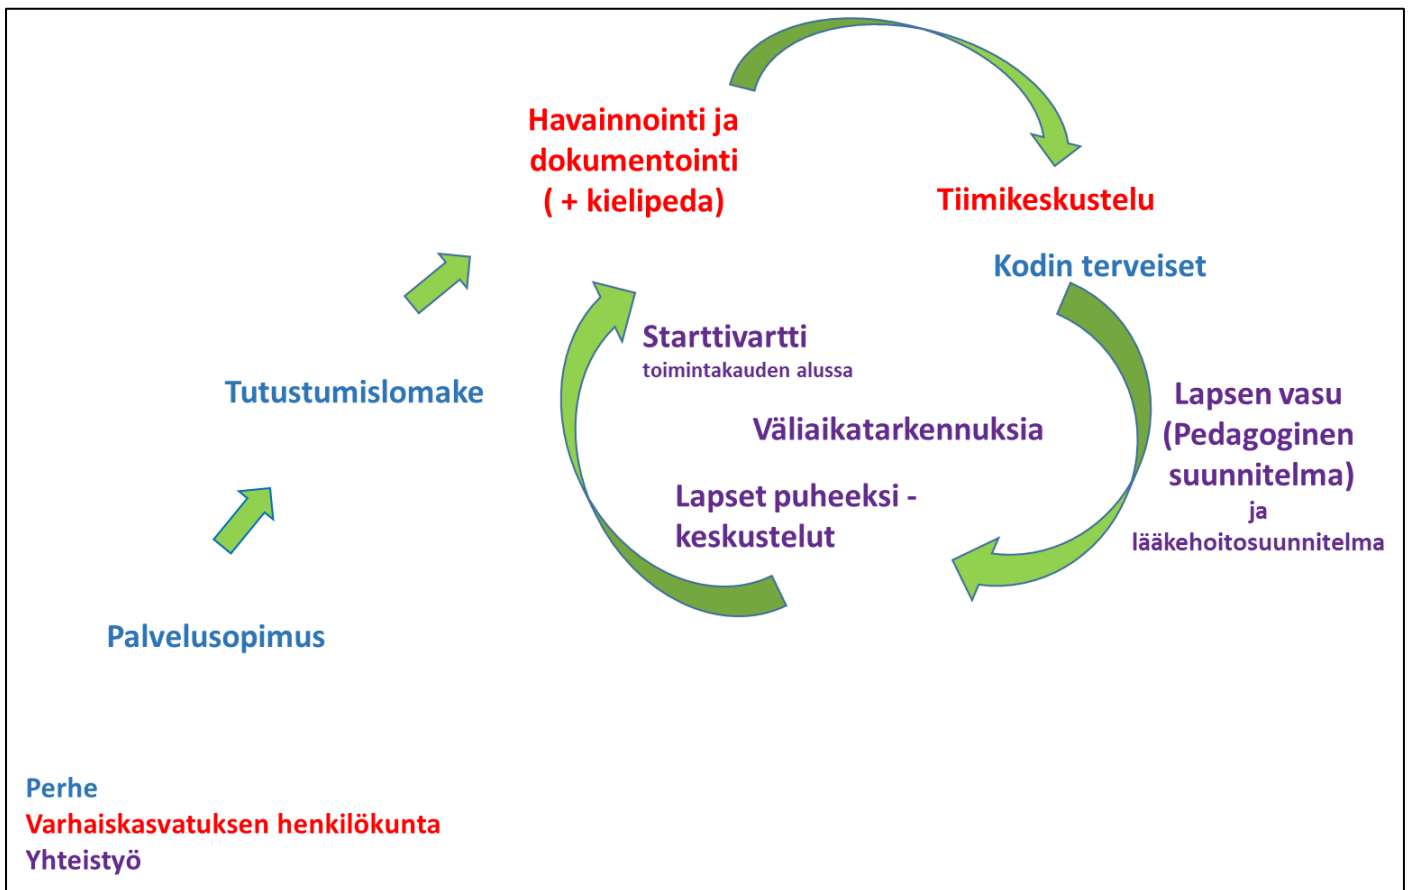 Havainnointi ja
dokumentointi
( + kielipeda)
Tiimikeskustelu
Kodin terveiset
Starttivartti
toimintakauden alussa
Tutustumislomake
Väliaikatarkennuksia
Lapsen vasu
(Pedagoginen
suunnitelma)
ja
lääkehoitosuunnitelma
Lapset puheeksi -
keskustelut
Palvelusopimus
Perhe
Varhaiskasvatuksen henkilökunta
Yhteistyö